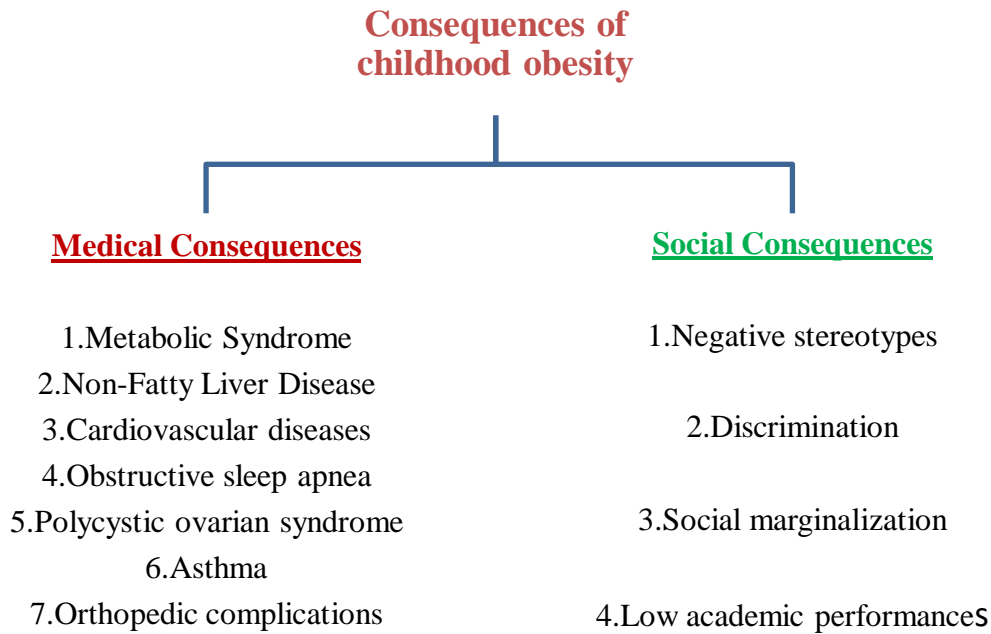 Consequences of
childhood obesity
Medical Consequences
1.Metabolic Syndrome
2.Non-Fatty Liver Disease
3.Cardiovascular diseases
4.Obstructive sleep apnea
5.Polycystic ovarian syndrome
6.Asthma
7.Orthopedic complications
Social Consequences
1.Negative stereotypes
2.Discrimination
3.Social marginalization
4.Low academic performances